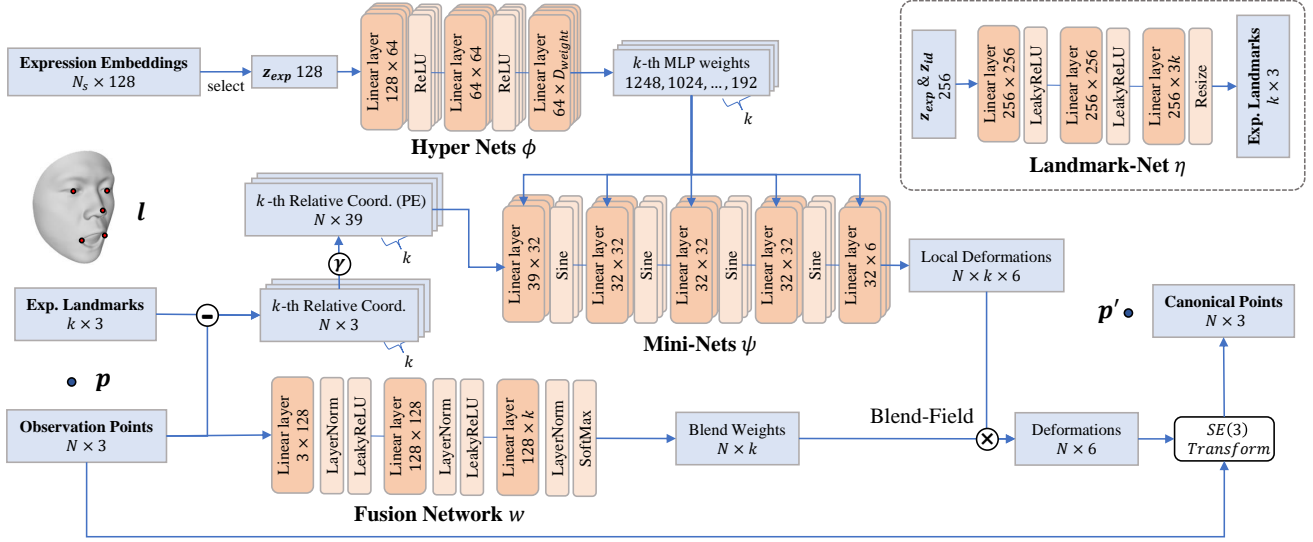 Expression Embeddings
N_s × 128
select
z_exp 128
Linear layer
128 × 64
ReLU
Linear layer
64 × 64
ReLU
Linear layer
64 × D_weight
Hyper Nets ϕ
k-th MLP weights
1248, 1024, ... , 192
k
z_exp & z_id
256
Linear layer
256 × 256
LeakyReLU
Linear layer
256 × 256
LeakyReLU
Linear layer
256 × 3k
Resize
Exp. Landmarks
k × 3
Landmark-Net η
l
k -th Relative Coord. (PE)
N × 39
k
γ
Exp. Landmarks
k × 3
-
k-th Relative Coord.
N × 3
k
Linear layer
39 × 32
Sine
Linear layer
32 × 32
Sine
Linear layer
32 × 32
Sine
Linear layer
32 × 32
Sine
Linear layer
32 × 6
Mini-Nets ψ
Local Deformations
N × k × 6
p′
Canonical Points
N × 3
p
Observation Points
N × 3
Linear layer
3 × 128
LayerNorm
LeakyReLU
Linear layer
128 × 128
LayerNorm
LeakyReLU
Linear layer
128 × k
LayerNorm
SoftMax
Fusion Network w
Blend Weights
N × k
Blend-Field
×
Deformations
N × 6
SE(3)
Transform